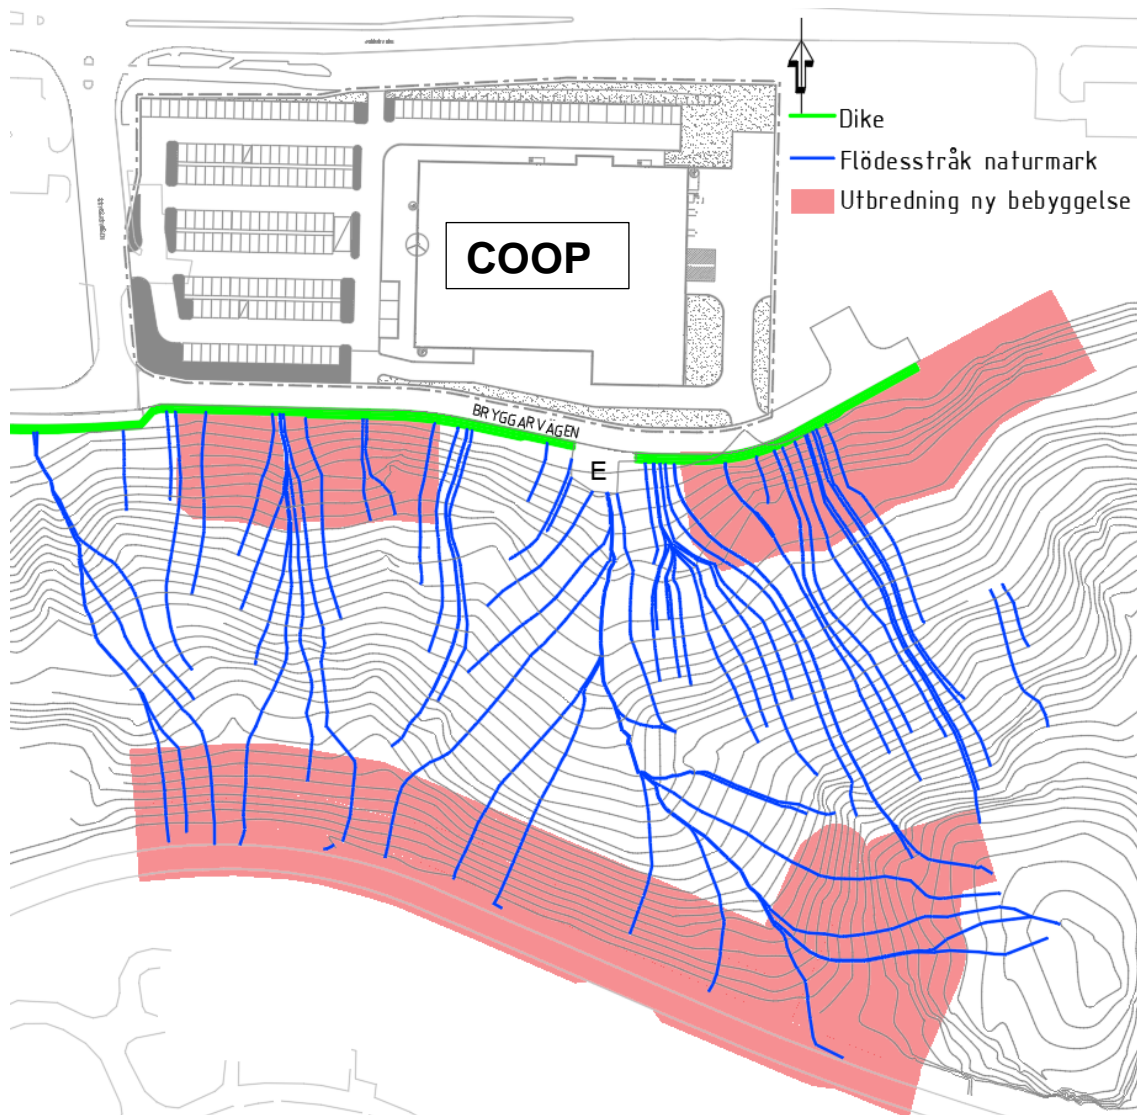 Dike
Flödesstråk naturmark
Utbredning ny bebyggelse
COOP
BRYGGARVÄGEN
E